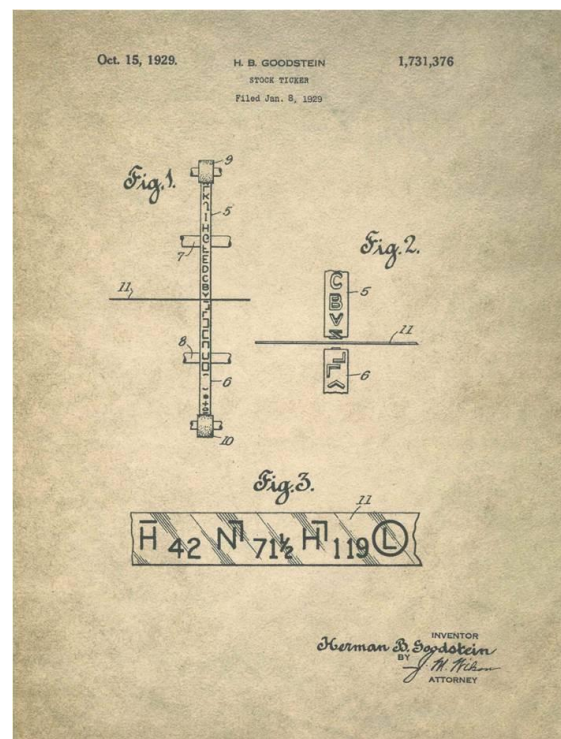 Oct. 15, 1929. H. B. GOODSTEIN 1,731,376
STOCK TICKER
Filed Jan. 8, 1929
Fig. 1.
9
5
7
11
8
6
10
Fig. 2.
C
B
5
11
6
Fig. 3.
11
H 42 N 71½ H 119 L
INVENTOR
Herman B. Goodstein
BY
J. M. Wilson
ATTORNEY